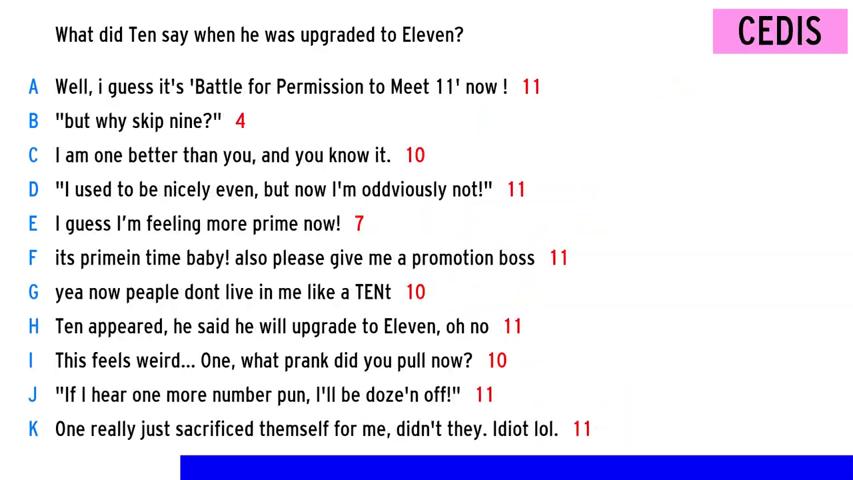 What did Ten say when he was upgraded to Eleven?
CEDIS
A Well, i guess it's 'Battle for Permission to Meet 11' now ! 11
B "but why skip nine?" 4
C I am one better than you, and you know it. 10
D "I used to be nicely even, but now I'm oddviously not!" 11
E I guess I'm feeling more prime now! 7
F its primein time baby! also please give me a promotion boss 11
G yea now peaple dont live in me like a TENt 10
H Ten appeared, he said he will upgrade to Eleven, oh no 11
I This feels weird... One, what prank did you pull now? 10
J "If I hear one more number pun, I'll be doze'n off!" 11
K One really just sacrificed themself for me, didn't they. Idiot lol. 11